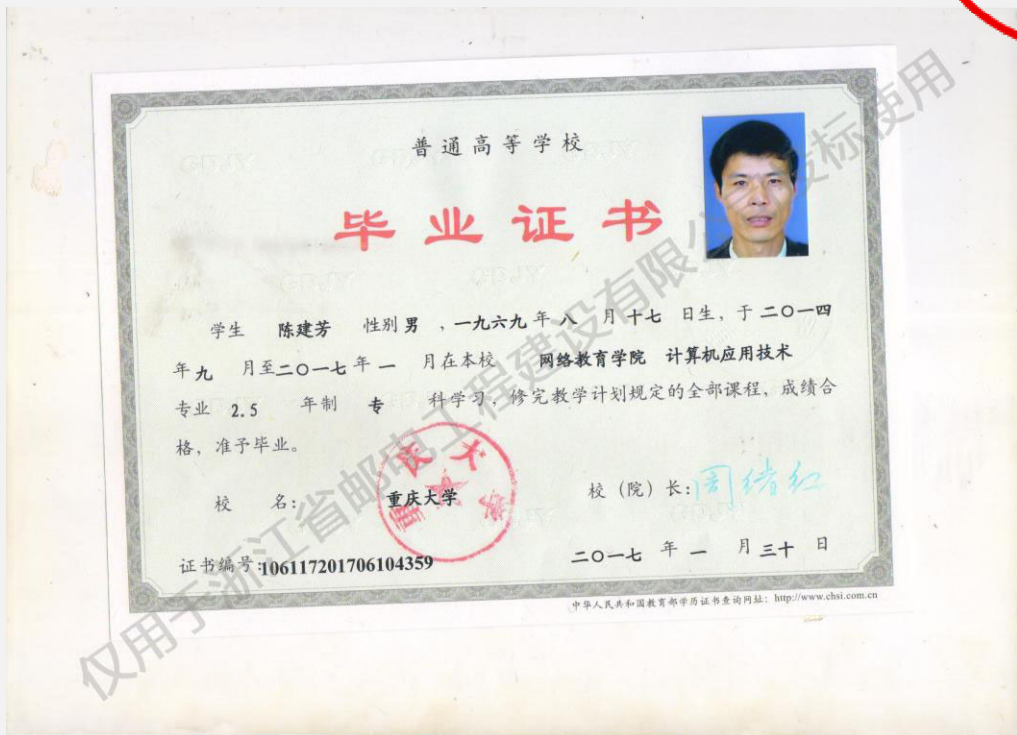 普通高等学校
毕业证书
学生 陈建芳 性别 男 ，一九六九 年 八 月 十七 日生，于 二〇一四
年 九 月至 二〇一七 年 一 月在本校 网络教育学院 计算机应用技术
专业 2.5 年制 专 科学习，修完教学计划规定的全部课程，成绩合
格，准予毕业。
校 名： 重庆大学
校（院）长：周绪红
证书编号：106117201706104359
二〇一七 年 一 月 三十 日
中华人民共和国教育部学历证书查询网址：http://www.chsi.com.cn
仅用于浙江省邮电工程建设有限公司投标使用
重庆大学